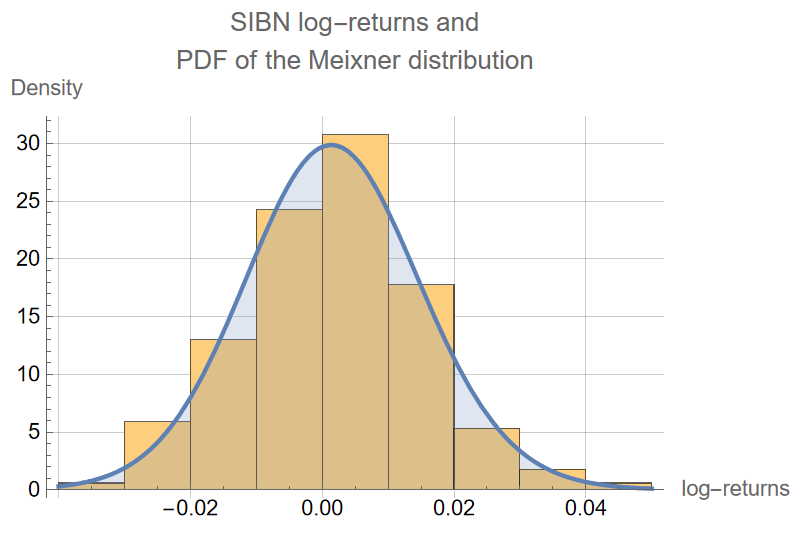 SIBN log−returns and
PDF of the Meixner distribution
Density
30
25
20
15
10
5
0
−0.02 0.00 0.02 0.04
log−returns